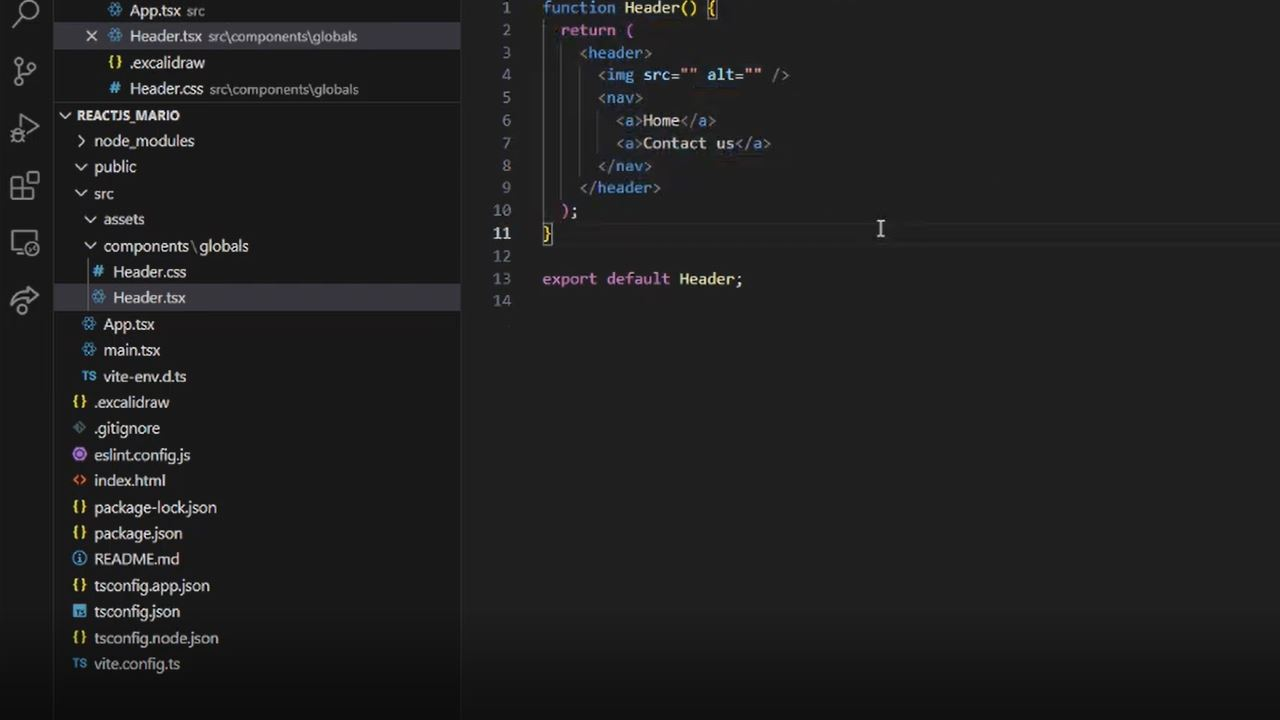 App.tsx src
Header.tsx src\components\globals
{} .excalidraw
# Header.css src\components\globals
REACTJS_MARIO
node_modules
public
src
assets
components\globals
# Header.css
Header.tsx
App.tsx
main.tsx
TS vite-env.d.ts
{} .excalidraw
.gitignore
eslint.config.js
<> index.html
{} package-lock.json
{} package.json
README.md
{} tsconfig.app.json
TS tsconfig.json
{} tsconfig.node.json
TS vite.config.ts
1 function Header() {
2 return (
3 <header>
4 <img src="" alt="" />
5 <nav>
6 <a>Home</a>
7 <a>Contact us</a>
8 </nav>
9 </header>
10 );
11 }
12
13 export default Header;
14